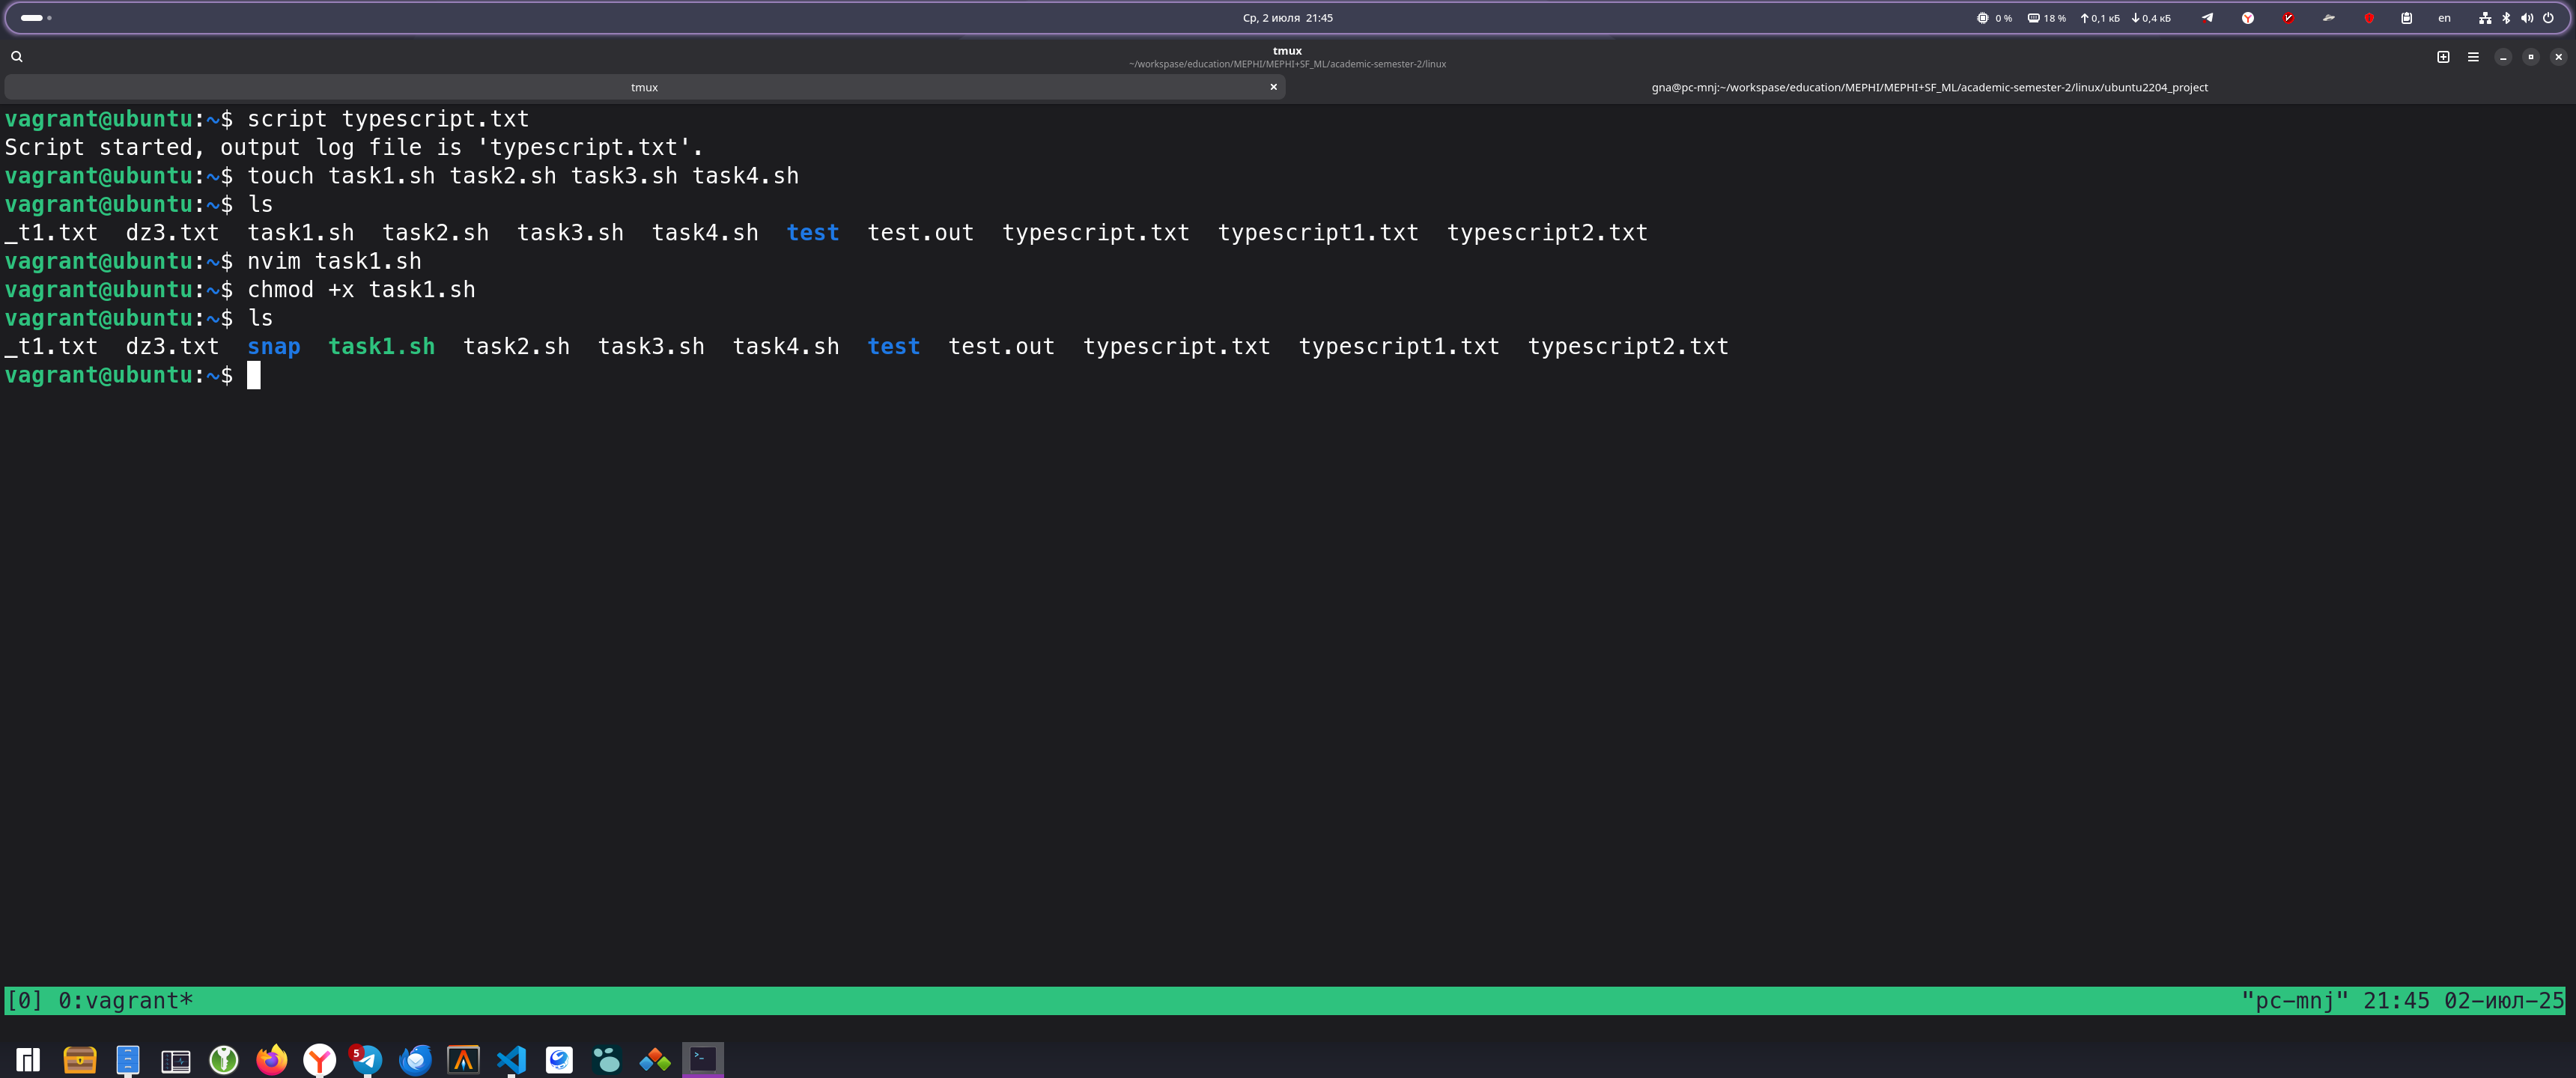 Ср, 2 июля 21:45
0 %
18 %
0,1 кБ
0,4 кБ
en
tmux
~/workspase/education/MEPHI/MEPHI+SF_ML/academic-semester-2/linux
tmux
gna@pc-mnj:~/workspase/education/MEPHI/MEPHI+SF_ML/academic-semester-2/linux/ubuntu2204_project
vagrant@ubuntu:~$ script typescript.txt
Script started, output log file is 'typescript.txt'.
vagrant@ubuntu:~$ touch task1.sh task2.sh task3.sh task4.sh
vagrant@ubuntu:~$ ls
_t1.txt  dz3.txt  task1.sh  task2.sh  task3.sh  task4.sh  test  test.out  typescript.txt  typescript1.txt  typescript2.txt
vagrant@ubuntu:~$ nvim task1.sh
vagrant@ubuntu:~$ chmod +x task1.sh
vagrant@ubuntu:~$ ls
_t1.txt  dz3.txt  snap  task1.sh  task2.sh  task3.sh  task4.sh  test  test.out  typescript.txt  typescript1.txt  typescript2.txt
vagrant@ubuntu:~$
[0] 0:vagrant*
"pc-mnj" 21:45 02-июл-25
5